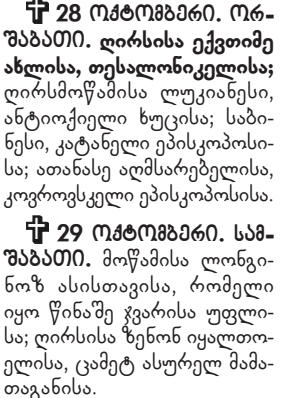 ✞ 28 ოქტომბერი. ორ-
შაბათი. ღირსისა ექვთიმე
ახლისა, თესალონიკელისა;
ღირსმოწამისა ლუკიანესი,
ანტიოქიელი ხუცისა; საბი-
ნესი, კატანელი ეპისკოპოსი-
სა; ათანასე აღმსარებელისა,
კოვროვსკელი ეპისკოპოსისა.
✞ 29 ოქტომბერი. სამ-
შაბათი. მოწამისა ლონგი-
ნოზ ასისთავისა, რომელი
იყო წინაშე ჯვარისა უფლი-
სა; ღირსისა ზენონ იყალთო-
ელისა, ცამეტ ასურელ მამა-
თაგანისა.